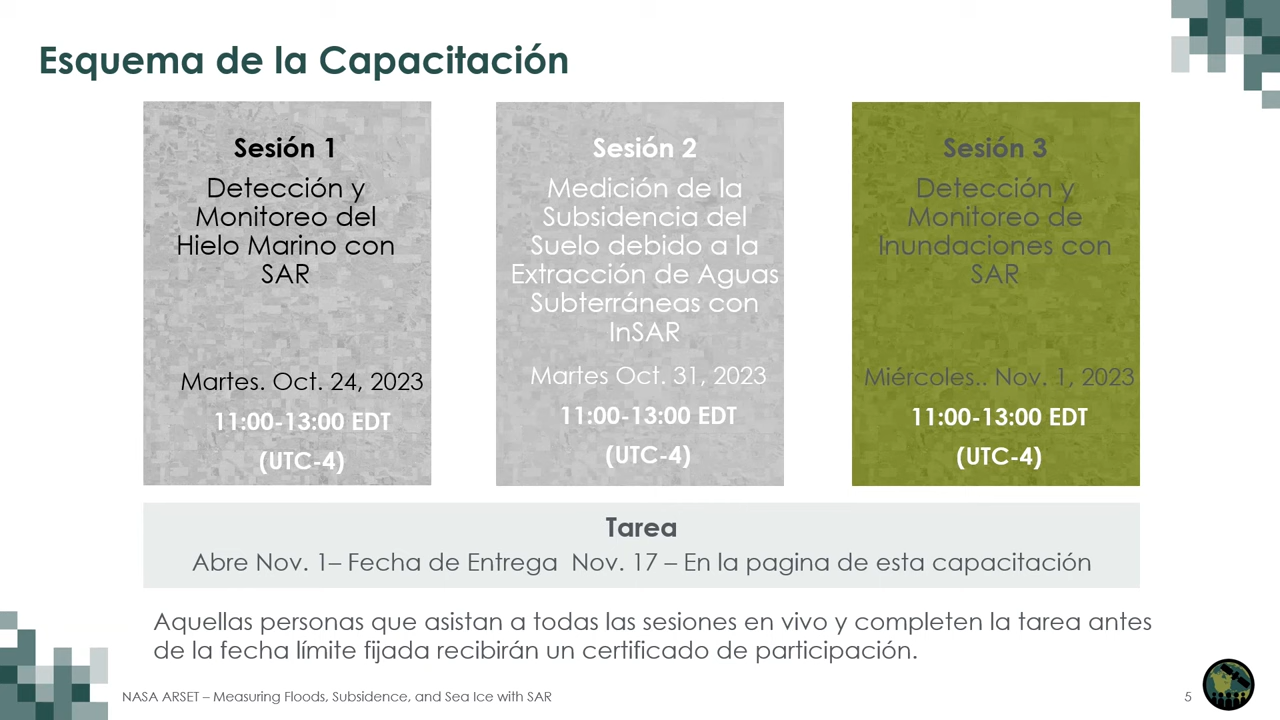 Esquema de la Capacitación
Sesión 1
Detección y
Monitoreo del
Hielo Marino con
SAR
Martes. Oct. 24, 2023
11:00-13:00 EDT
(UTC-4)
Sesión 2
Medición de la
Subsidencia del
Suelo debido a la
Extracción de Aguas
Subterráneas con
InSAR
Martes Oct. 31, 2023
11:00-13:00 EDT
(UTC-4)
Sesión 3
Detección y
Monitoreo de
Inundaciones con
SAR
Miércoles.. Nov. 1, 2023
11:00-13:00 EDT
(UTC-4)
Tarea
Abre Nov. 1– Fecha de Entrega  Nov. 17 – En la pagina de esta capacitación
Aquellas personas que asistan a todas las sesiones en vivo y completen la tarea antes
de la fecha límite fijada recibirán un certificado de participación.
NASA ARSET – Measuring Floods, Subsidence, and Sea Ice with SAR
5